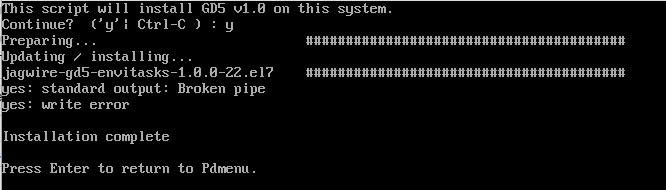 This script will install GD5 v1.0 on this system.
Continue?  ('y'¦ Ctrl-C ) : y
Preparing...                          ########################################
Updating / installing...
jagwire-gd5-envitasks-1.0.0-22.el7    ########################################
yes: standard output: Broken pipe
yes: write error
Installation complete
Press Enter to return to Pdmenu.